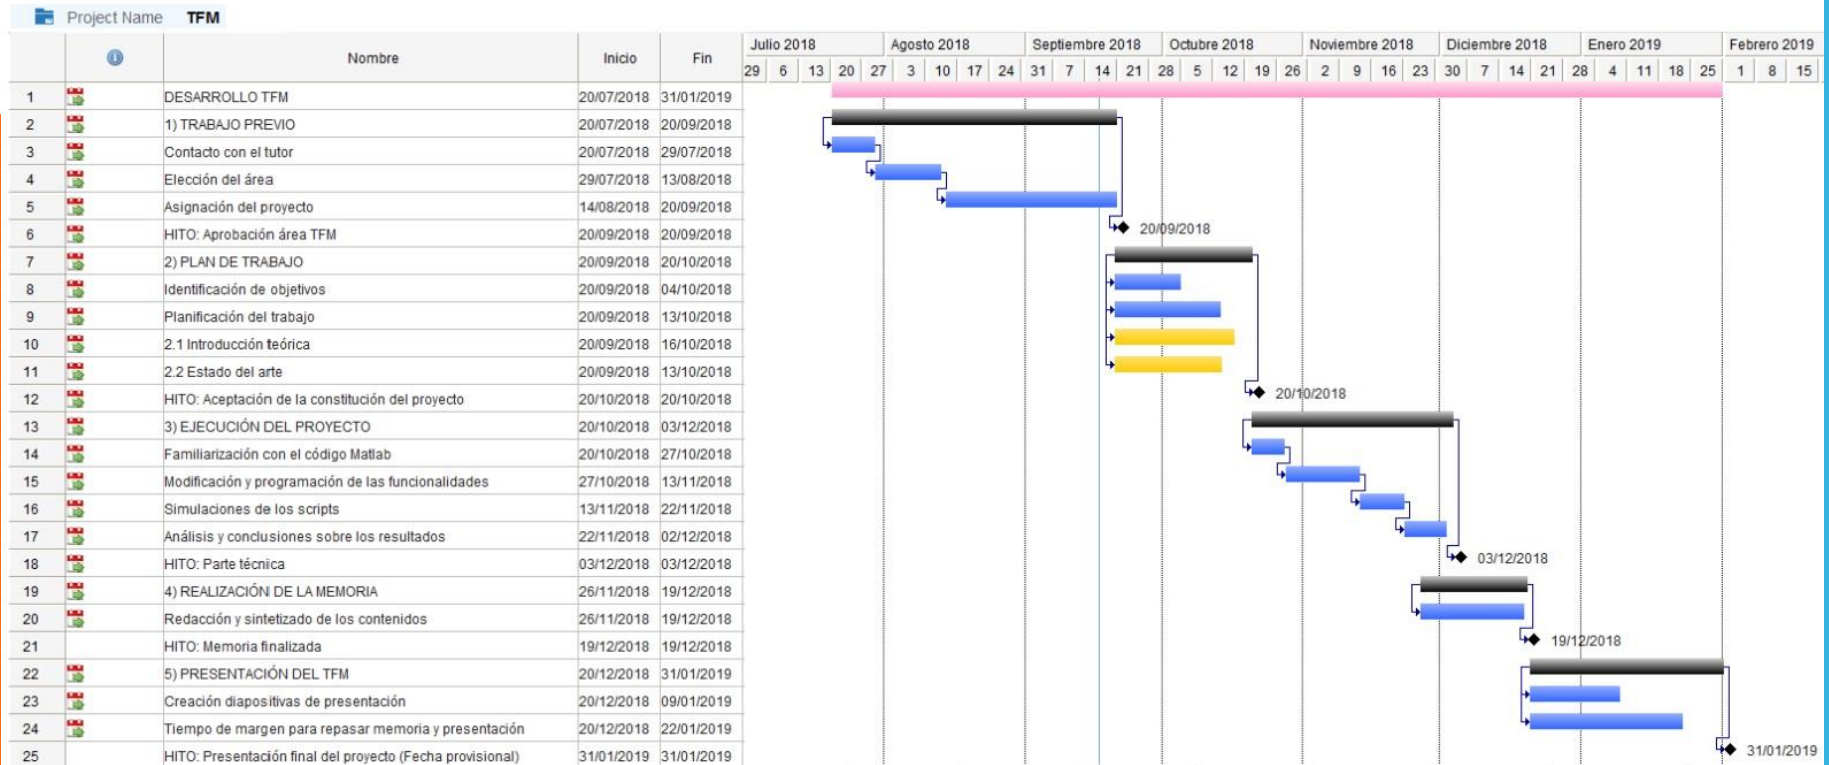 Project Name TFM
Nombre Inicio Fin
Julio 2018 Agosto 2018 Septiembre 2018 Octubre 2018 Noviembre 2018 Diciembre 2018 Enero 2019 Febrero 2019
29 6 13 20 27 3 10 17 24 31 7 14 21 28 5 12 19 26 2 9 16 23 30 7 14 21 28 4 11 18 25 1 8 15
1 DESARROLLO TFM 20/07/2018 31/01/2019
2 1) TRABAJO PREVIO 20/07/2018 20/09/2018
3 Contacto con el tutor 20/07/2018 29/07/2018
4 Elección del área 29/07/2018 13/08/2018
5 Asignación del proyecto 14/08/2018 20/09/2018
6 HITO: Aprobación área TFM 20/09/2018 20/09/2018 20/09/2018
7 2) PLAN DE TRABAJO 20/09/2018 20/10/2018
8 Identificación de objetivos 20/09/2018 04/10/2018
9 Planificación del trabajo 20/09/2018 13/10/2018
10 2.1 Introducción teórica 20/09/2018 16/10/2018
11 2.2 Estado del arte 20/09/2018 13/10/2018
12 HITO: Aceptación de la constitución del proyecto 20/10/2018 20/10/2018 20/10/2018
13 3) EJECUCIÓN DEL PROYECTO 20/10/2018 03/12/2018
14 Familiarización con el código Matlab 20/10/2018 27/10/2018
15 Modificación y programación de las funcionalidades 27/10/2018 13/11/2018
16 Simulaciones de los scripts 13/11/2018 22/11/2018
17 Análisis y conclusiones sobre los resultados 22/11/2018 02/12/2018
18 HITO: Parte técnica 03/12/2018 03/12/2018 03/12/2018
19 4) REALIZACIÓN DE LA MEMORIA 26/11/2018 19/12/2018
20 Redacción y sintetizado de los contenidos 26/11/2018 19/12/2018
21 HITO: Memoria finalizada 19/12/2018 19/12/2018 19/12/2018
22 5) PRESENTACIÓN DEL TFM 20/12/2018 31/01/2019
23 Creación diapositivas de presentación 20/12/2018 09/01/2019
24 Tiempo de margen para repasar memoria y presentación 20/12/2018 22/01/2019
25 HITO: Presentación final del proyecto (Fecha provisional) 31/01/2019 31/01/2019 31/01/2019